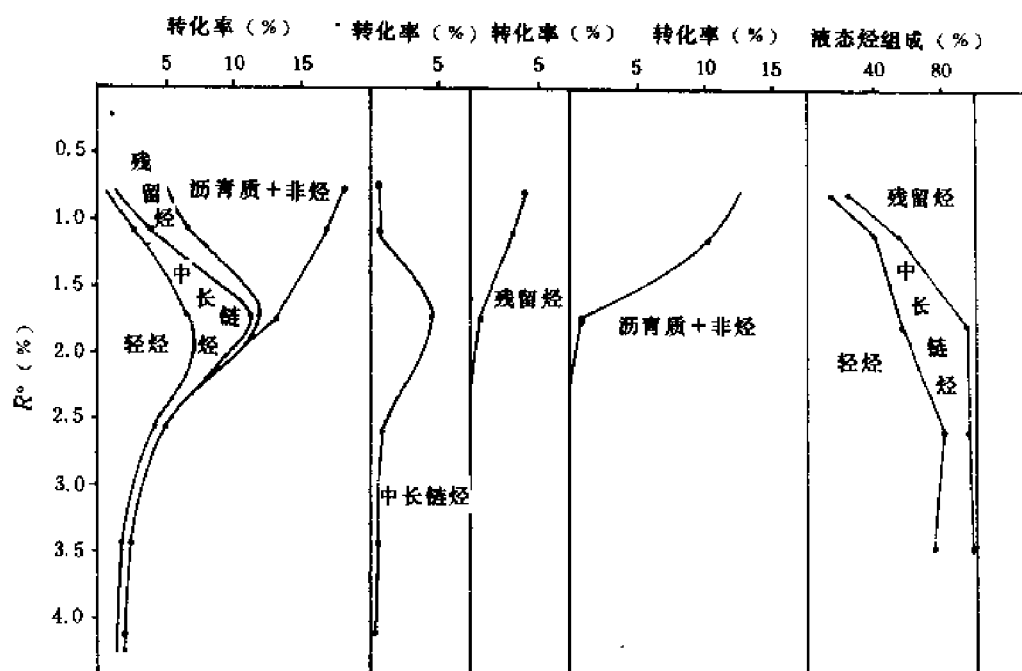 转化率（%）
转化率（%）
转化率（%）
转化率（%）
液态烃组成（%）
5 10 15
5
5
5 10 15
40 80
R°（%）
0.5
1.0
1.5
2.0
2.5
3.0
3.5
4.0
残留烃
沥青质＋非烃
中长链烃
轻烃
中长链烃
残留烃
沥青质＋非烃
残留烃
中长链烃
轻烃